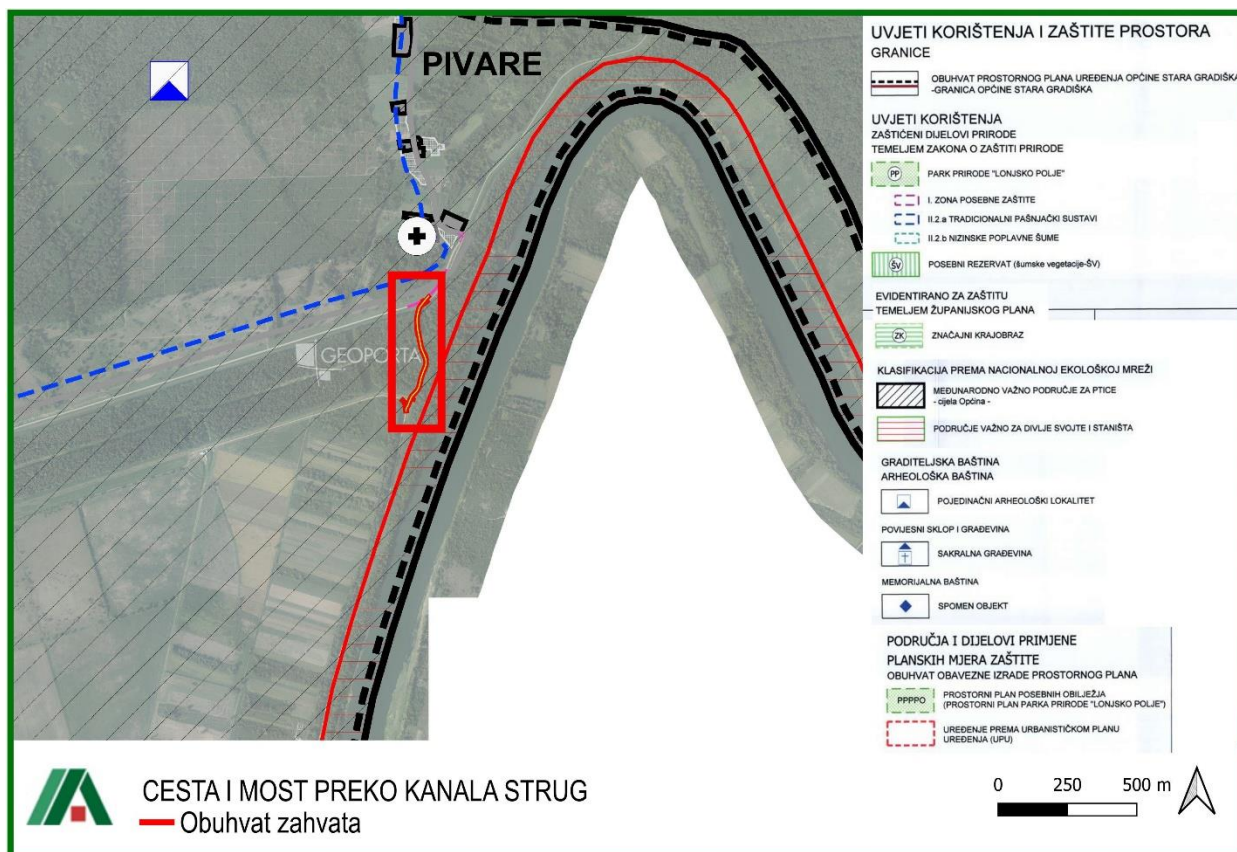 PIVARE
GEOPORTA
UVJETI KORIŠTENJA I ZAŠTITE PROSTORA
GRANICE
OBUHVAT PROSTORNOG PLANA UREĐENJA OPĆINE STARA GRADIŠKA
-GRANICA OPĆINE STARA GRADIŠKA
UVJETI KORIŠTENJA
ZAŠTIĆENI DIJELOVI PRIRODE
TEMELJEM ZAKONA O ZAŠTITI PRIRODE
PP PARK PRIRODE "LONJSKO POLJE"
I. ZONA POSEBNE ZAŠTITE
II.2.a TRADICIONALNI PAŠNJAČKI SUSTAVI
II.2.b NIZINSKE POPLAVNE ŠUME
ŠV POSEBNI REZERVAT (šumske vegetacije-ŠV)
EVIDENTIRANO ZA ZAŠTITU
TEMELJEM ŽUPANIJSKOG PLANA
ZK ZNAČAJNI KRAJOBRAZ
KLASIFIKACIJA PREMA NACIONALNOJ EKOLOŠKOJ MREŽI
MEĐUNARODNO VAŽNO PODRUČJE ZA PTICE
- cijela Općina -
PODRUČJE VAŽNO ZA DIVLJE SVOJTE I STANIŠTA
GRADITELJSKA BAŠTINA
ARHEOLOŠKA BAŠTINA
POJEDINAČNI ARHEOLOŠKI LOKALITET
POVIJESNI SKLOP I GRAĐEVINA
SAKRALNA GRAĐEVINA
MEMORIJALNA BAŠTINA
SPOMEN OBJEKT
PODRUČJA I DIJELOVI PRIMJENE
PLANSKIH MJERA ZAŠTITE
OBUHVAT OBAVEZNE IZRADE PROSTORNOG PLANA
PPPPO PROSTORNI PLAN POSEBNIH OBILJEŽJA
(PROSTORNI PLAN PARKA PRIRODE "LONJSKO POLJE")
UREĐENJE PREMA URBANISTIČKOM PLANU
UREĐENJA (UPU)
CESTA I MOST PREKO KANALA STRUG
Obuhvat zahvata
0 250 500 m